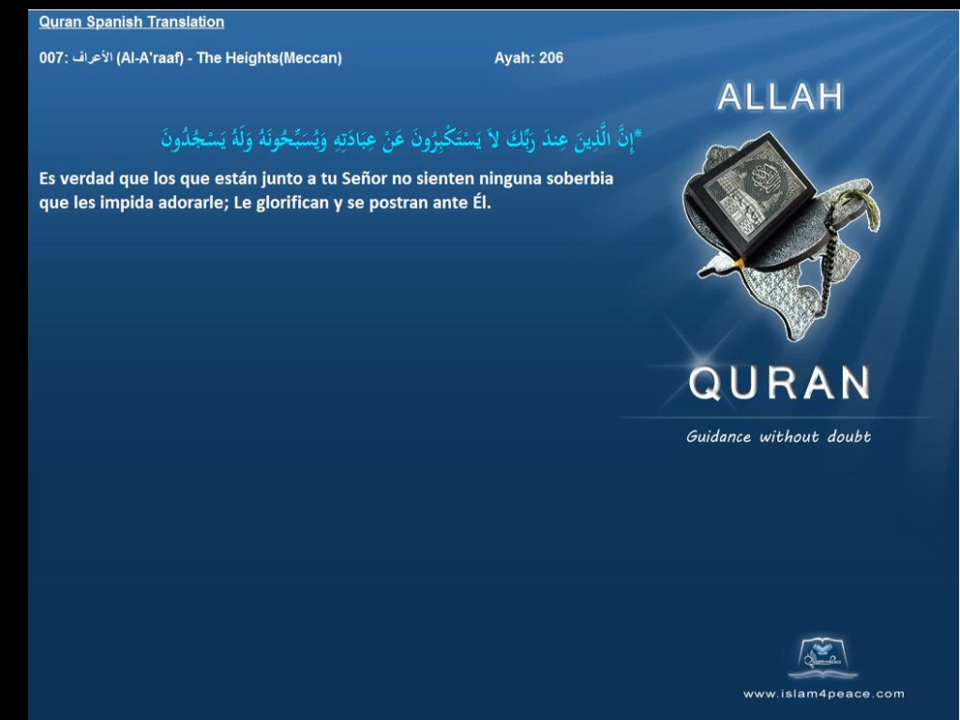 Quran Spanish Translation
007: الأعراف (Al-A'raaf) - The Heights(Meccan) Ayah: 206
*إِنَّ الَّذِينَ عِندَ رَبِّكَ لاَ يَسْتَكْبِرُونَ عَنْ عِبَادَتِهِ وَيُسَبِّحُونَهُ وَلَهُ يَسْجُدُونَ
Es verdad que los que están junto a tu Señor no sienten ninguna soberbia
que les impida adorarle; Le glorifican y se postran ante Él.
ALLAH
QURAN
Guidance without doubt
www.islam4peace.com